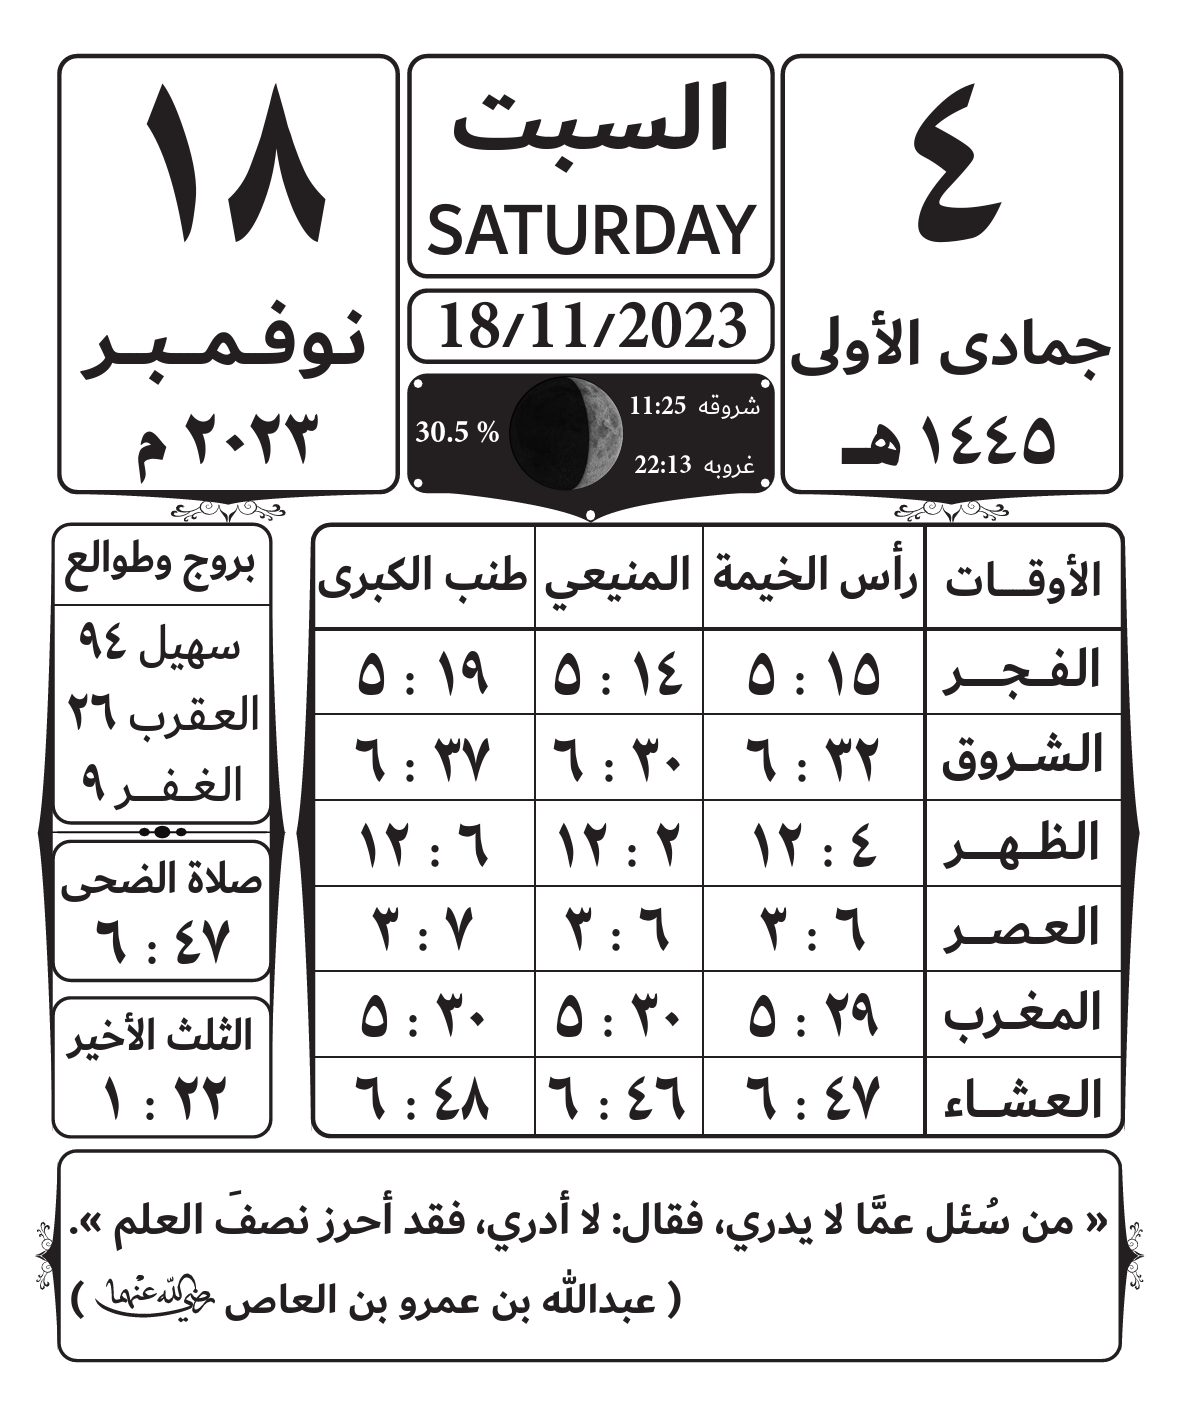 ٤
جمادى الأولى
١٤٤٥ هـ
السبت
SATURDAY
18/11/2023
شروقه 11:25
غروبه 22:13
30.5 %
١٨
نوفمبر
٢٠٢٣ م
الأوقات رأس الخيمة المنيعي طنب الكبرى
الفجر ١٥ : ٥ ١٤ : ٥ ١٩ : ٥
الشروق ٣٢ : ٦ ٣٠ : ٦ ٣٧ : ٦
الظهر ٤ : ١٢ ٢ : ١٢ ٦ : ١٢
العصر ٦ : ٣ ٦ : ٣ ٧ : ٣
المغرب ٢٩ : ٥ ٣٠ : ٥ ٣٠ : ٥
العشاء ٤٧ : ٦ ٤٦ : ٦ ٤٨ : ٦
بروج وطوالع
سهيل ٩٤
العقرب ٢٦
الغفر ٩
صلاة الضحى
٤٧ : ٦
الثلث الأخير
٢٢ : ١
« من سُئل عمَّا لا يدري، فقال: لا أدري، فقد أحرز نصفَ العلم ».
( عبدالله بن عمرو بن العاص رضي الله عنهما )